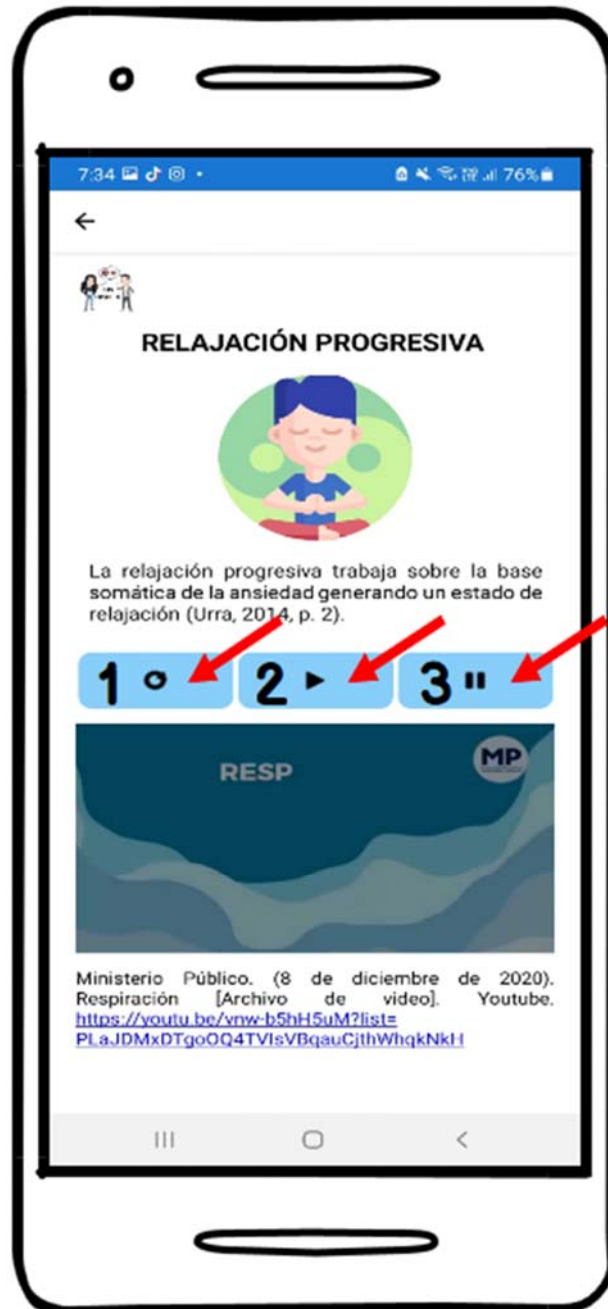 7:34
76%
RELAJACIÓN PROGRESIVA
La relajación progresiva trabaja sobre la base
somática de la ansiedad generando un estado de
relajación (Urra, 2014, p. 2).
1 2 3
RESP
MP
Ministerio Público. (8 de diciembre de 2020).
Respiración [Archivo de video]. Youtube.
https://youtu.be/vnw-b5hH5uM?list=
PLaJDMxDTgoOQ4TVIsVBqauCjthWhqkNkH